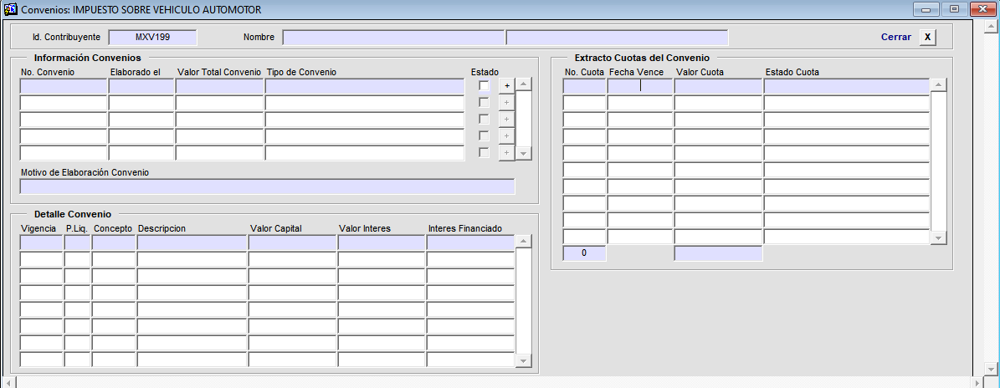 Convenios: IMPUESTO SOBRE VEHICULO AUTOMOTOR
Id. Contribuyente MXV199 Nombre Cerrar X
Información Convenios
No. Convenio Elaborado el Valor Total Convenio Tipo de Convenio Estado
+
+
+
+
+
Motivo de Elaboración Convenio
Detalle Convenio
Vigencia P.Liq. Concepto Descripcion Valor Capital Valor Interes Interes Financiado
Extracto Cuotas del Convenio
No. Cuota Fecha Vence Valor Cuota Estado Cuota
0